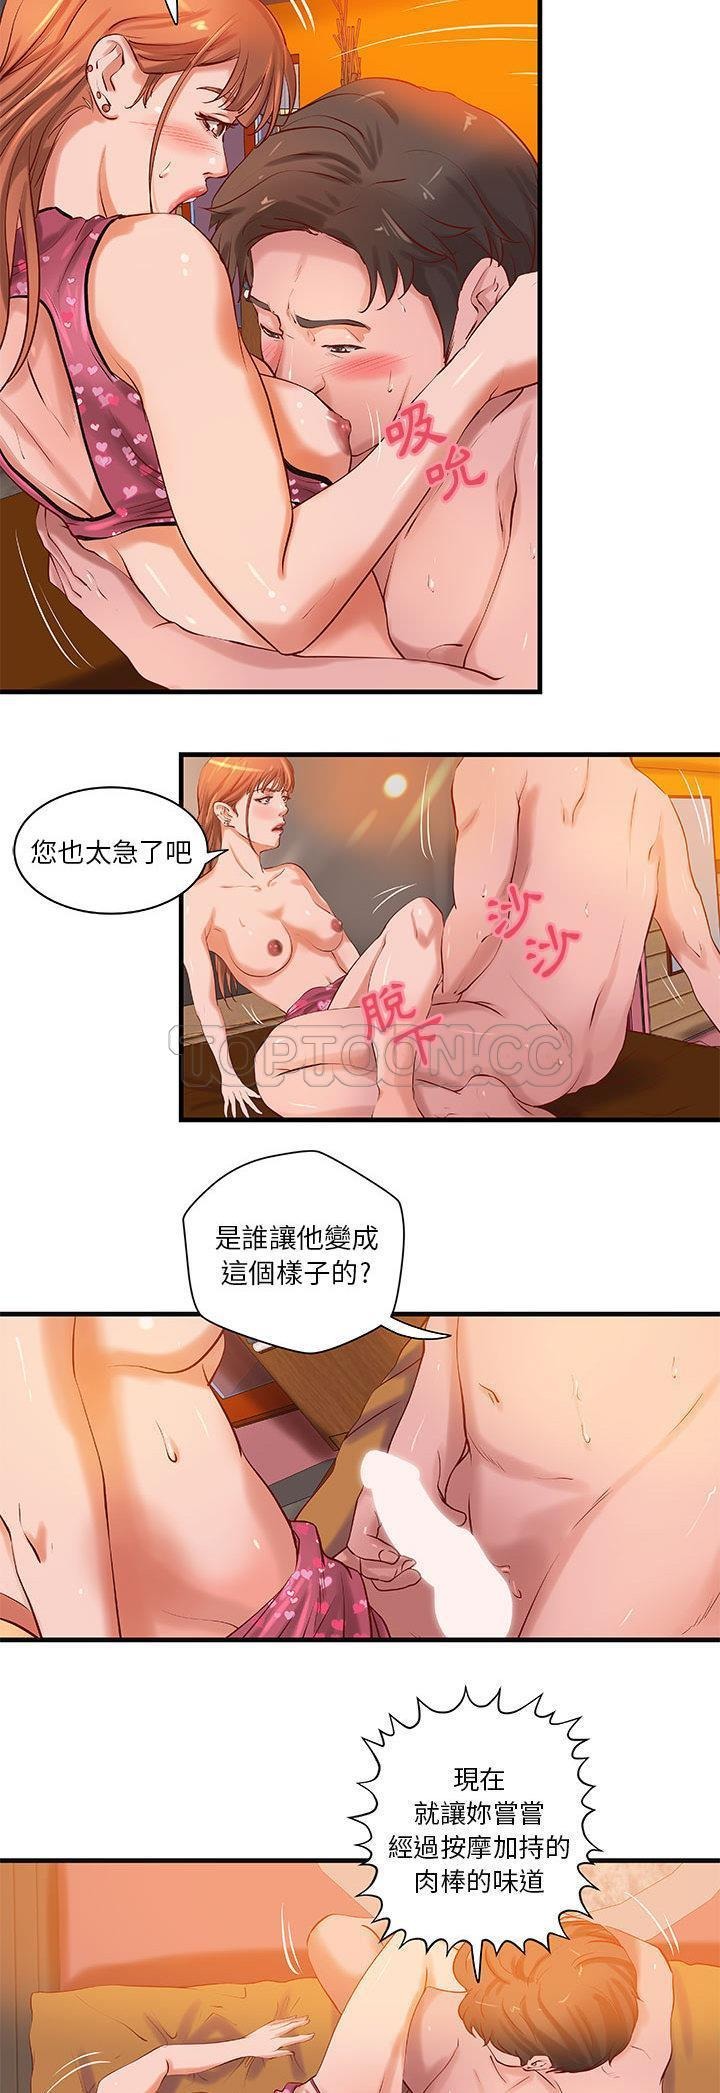 吸
吮
您也太急了吧
沙
沙
脫
下
TOPTOON.CC
是誰讓他變成
這個樣子的?
現在
就讓妳嘗嘗
經過按摩加持的
肉棒的味道